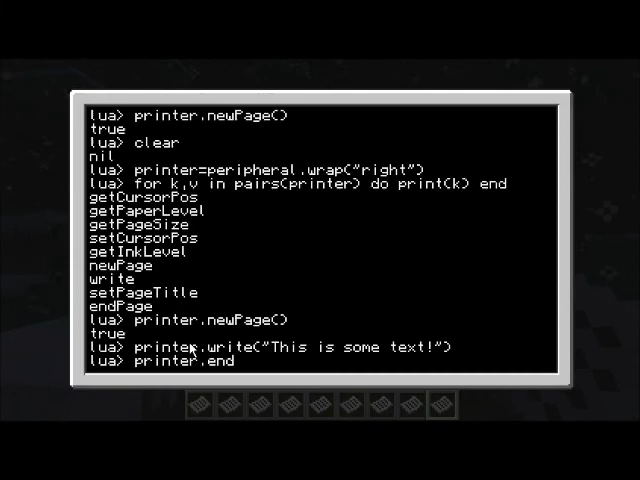 lua> printer.newPage()
true
lua> clear
nil
lua> printer=peripheral.wrap("right")
lua> for k,v in pairs(printer) do print(k) end
getCursorPos
getPaperLevel
getPageSize
setCursorPos
getInkLevel
newPage
write
setPageTitle
endPage
lua> printer.newPage()
true
lua> printer.write("This is some text!")
lua> printer.end